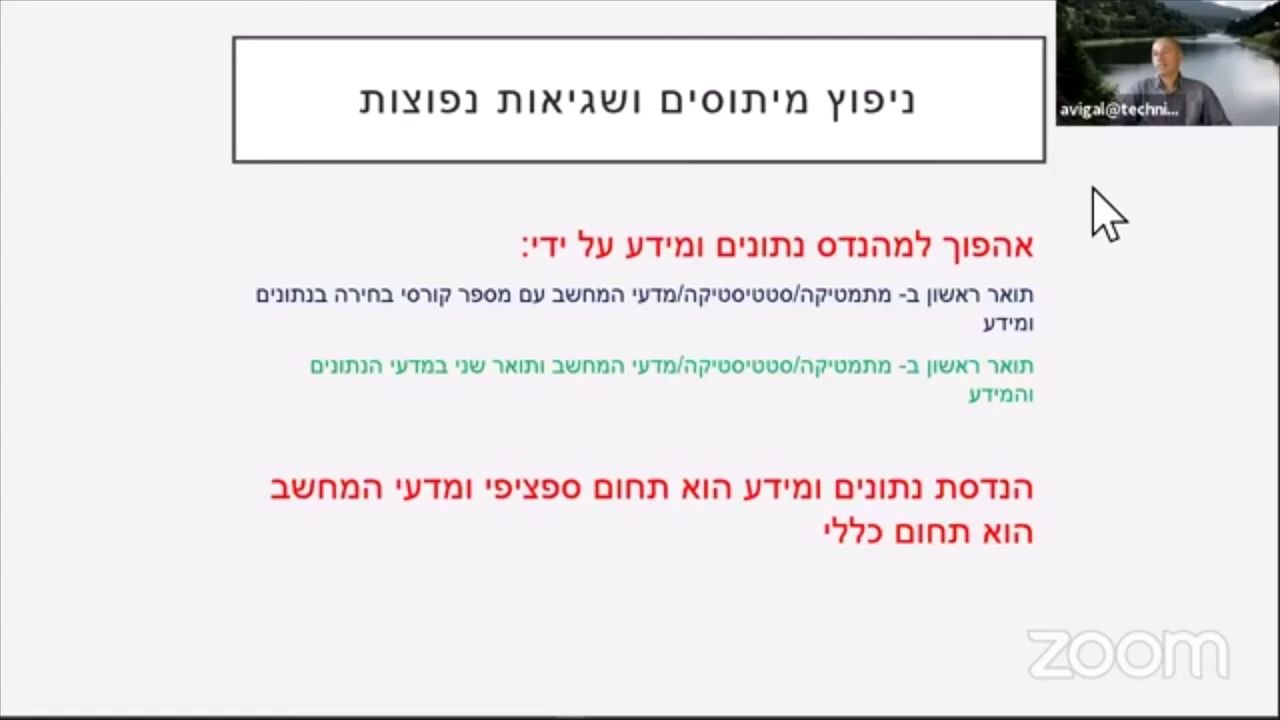 ניפוץ מיתוסים ושגיאות נפוצות
avigal@techni...
אהפוך למהנדס נתונים ומידע על ידי:
תואר ראשון ב- מתמטיקה/סטטיסטיקה/מדעי המחשב עם מספר קורסי בחירה בנתונים
ומידע
תואר ראשון ב- מתמטיקה/סטטיסטיקה/מדעי המחשב ותואר שני במדעי הנתונים
והמידע
הנדסת נתונים ומידע הוא תחום ספציפי ומדעי המחשב
הוא תחום כללי
zoom